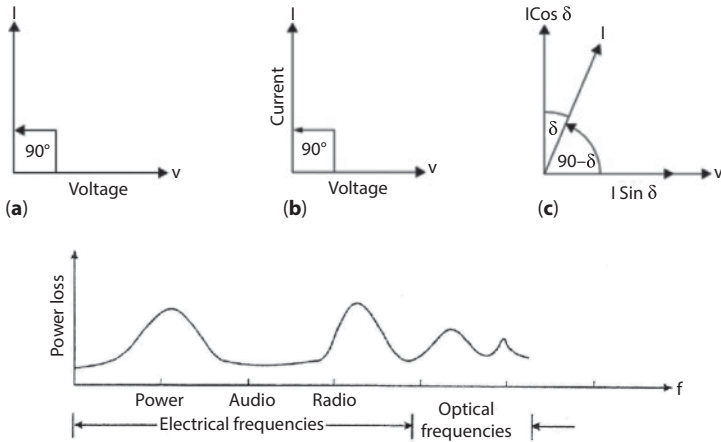 I
90°
v
Voltage
(a)
I
Current
90°
v
Voltage
(b)
ICos δ
I
δ
90–δ
v
I Sin δ
(c)
Power loss
f
Power Audio Radio
Electrical frequencies
Optical
frequencies